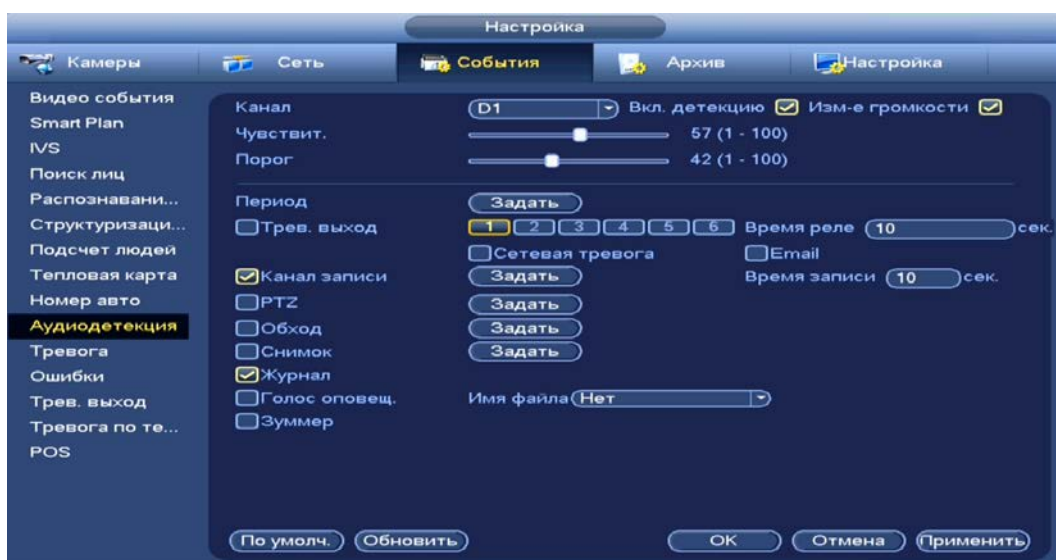 Настройка
Камеры Сеть События Архив Настройка
Видео события
Smart Plan
IVS
Поиск лиц
Распознавани...
Структуризаци...
Подсчет людей
Тепловая карта
Номер авто
Аудиодетекция
Тревога
Ошибки
Трев. выход
Тревога по те...
POS
Канал D1 Вкл. детекцию Изм-е громкости
Чувствит. 57 (1 - 100)
Порог 42 (1 - 100)
Период Задать
Трев. выход 1 2 3 4 5 6 Время реле 10 сек.
Сетевая тревога Email
Канал записи Задать Время записи 10 сек.
PTZ Задать
Обход Задать
Снимок Задать
Журнал
Голос оповещ. Имя файла Нет
Зуммер
По умолч. Обновить OK Отмена Применить